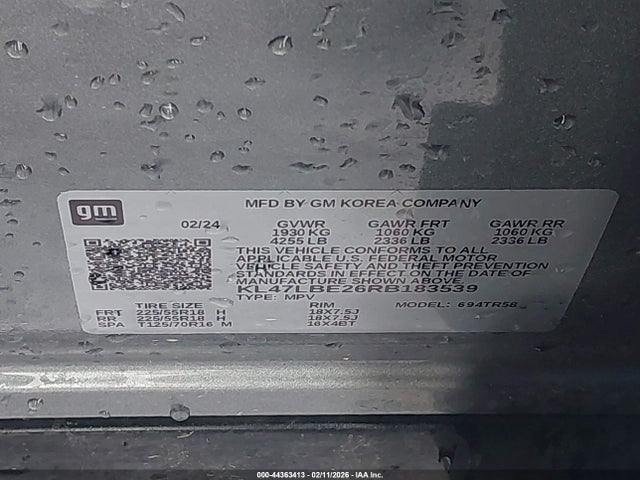 gm
MFD BY GM KOREA COMPANY
02/24 GVWR GAWR FRT GAWR RR
1930 KG 1060 KG 1060 KG
4255 LB 2336 LB 2336 LB
THIS VEHICLE CONFORMS TO ALL
APPLICABLE U.S. FEDERAL MOTOR
VEHICLE SAFETY AND THEFT PREVENTION
STANDARDS IN EFFECT ON THE DATE OF
MANUFACTURE SHOWN ABOVE.
KL47LBE26RB183539
TYPE: MPV MODEL: 694TR58
TIRE SIZE RIM
FRT 225/55R18 H 18X7.5J
RR 225/55R18 H 18X7.5J
SPA T125/70R16 M 16X4BT
000-44363413 - 02/11/2026 - IAA Inc.